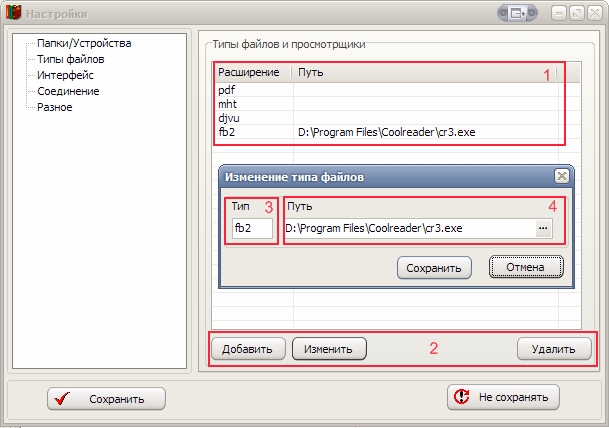 Настройки
Папки/Устройства
Типы файлов
Интерфейс
Соединение
Разное
Типы файлов и просмотрщики
Расширение Путь 1
pdf
mht
djvu
fb2 D:\Program Files\Coolreader\cr3.exe
Изменение типа файлов
Тип 3 Путь 4
fb2 D:\Program Files\Coolreader\cr3.exe ...
Сохранить Отмена
Добавить Изменить 2 Удалить
Сохранить Не сохранять